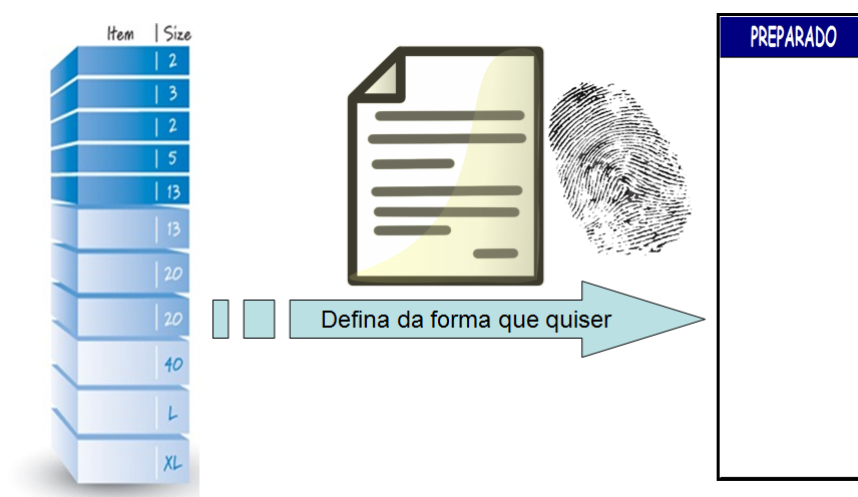 Item | Size
2
3
2
5
13
13
20
20
40
L
XL
Defina da forma que quiser
PREPARADO